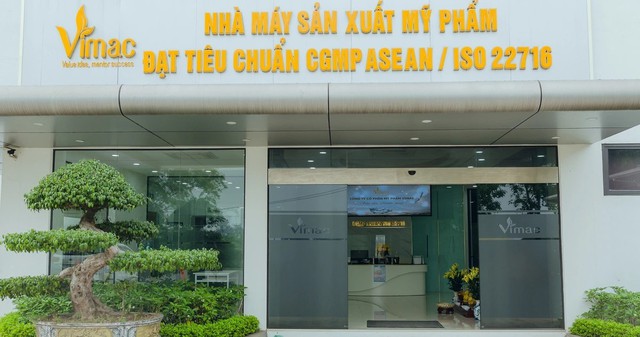 Vimac
NHÀ MÁY SẢN XUẤT MỸ PHẨM
ĐẠT TIÊU CHUẨN CGMP ASEAN / ISO 22716
Vimac
Vimac